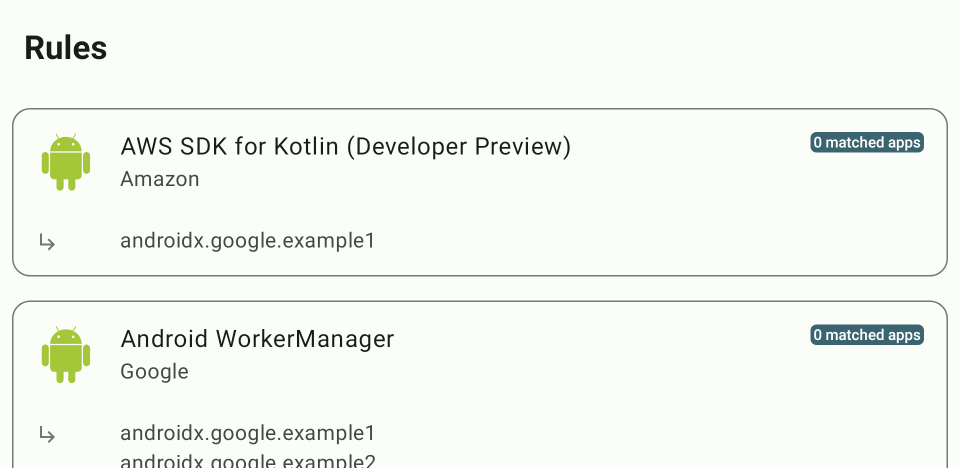 Rules
AWS SDK for Kotlin (Developer Preview)
0 matched apps
Amazon
androidx.google.example1
Android WorkerManager
0 matched apps
Google
androidx.google.example1
androidx.google.example2